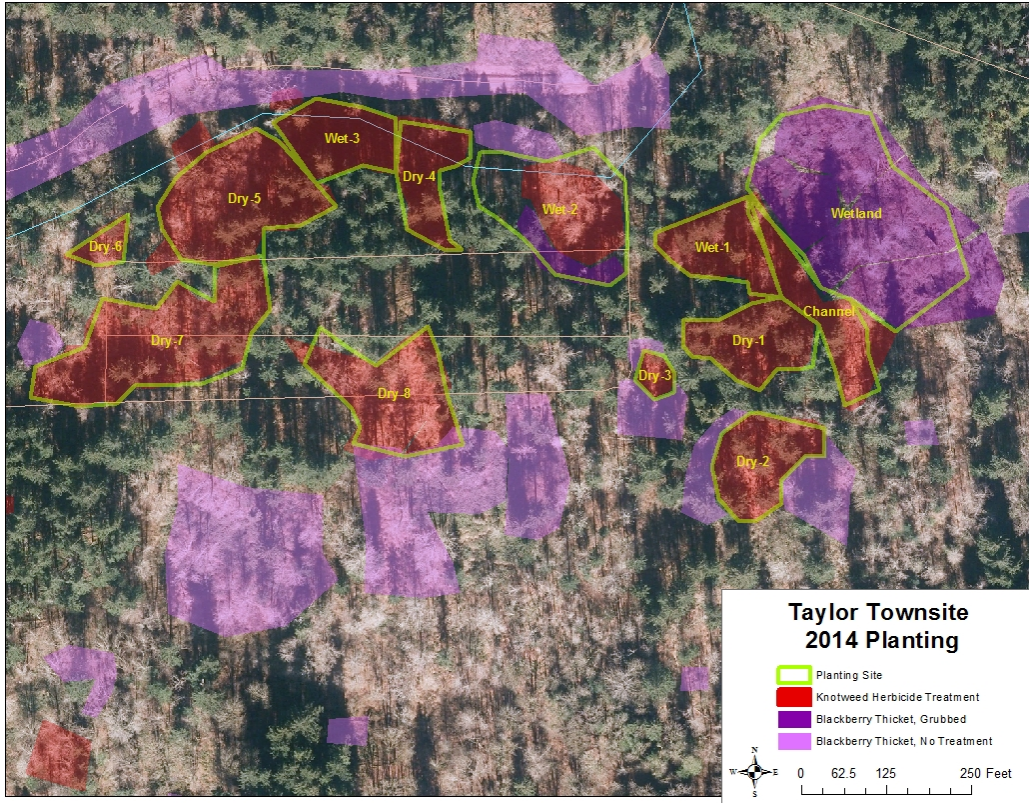 Wet-3
Dry-4
Dry-5
Wet-2
Wetland
Dry-6
Wet-1
Channel
Dry-7
Dry-1
Dry-8
Dry-3
Dry-2
Taylor Townsite
2014 Planting
Planting Site
Knotweed Herbicide Treatment
Blackberry Thicket, Grubbed
Blackberry Thicket, No Treatment
N
W E
S
0 62.5 125 250 Feet